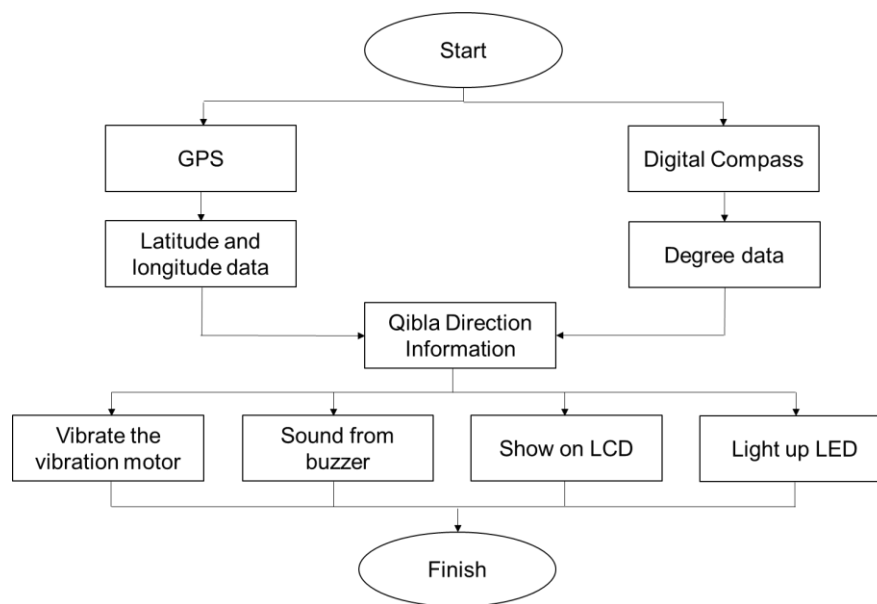 Start
GPS
Digital Compass
Latitude and
longitude data
Degree data
Qibla Direction
Information
Vibrate the
vibration motor
Sound from
buzzer
Show on LCD
Light up LED
Finish